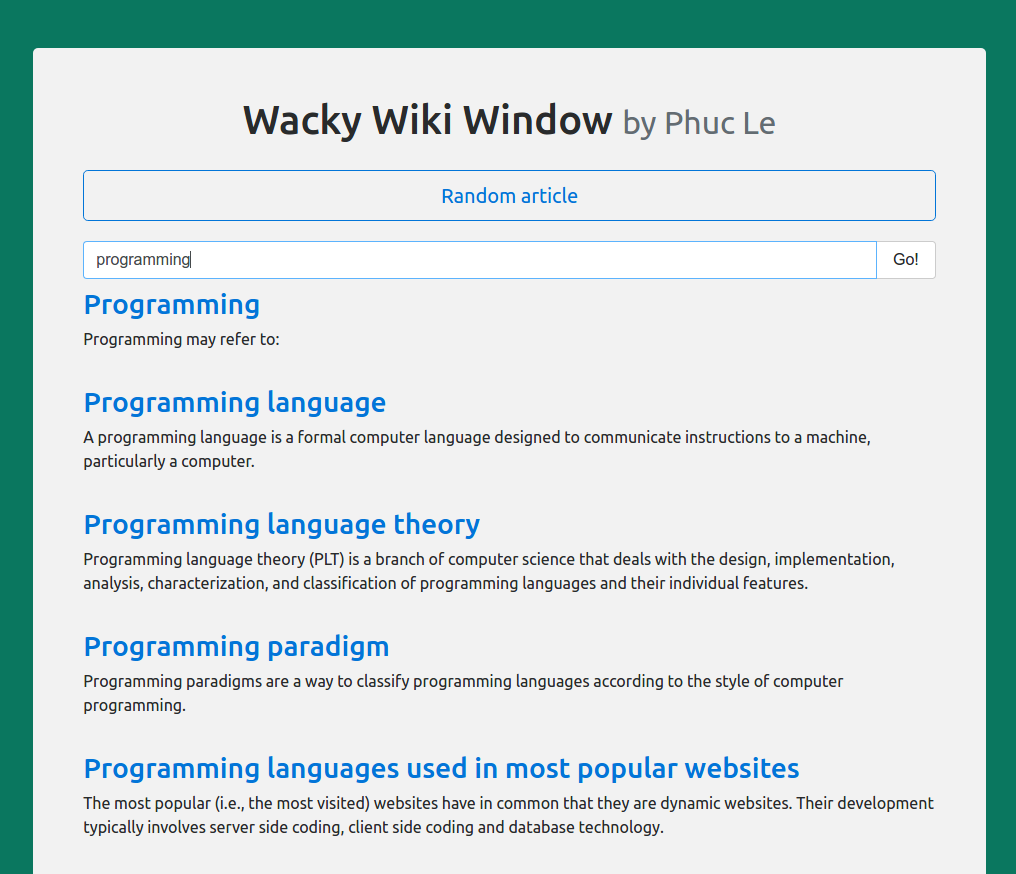 Wacky Wiki Window by Phuc Le
Random article
programming Go!
Programming
Programming may refer to:
Programming language
A programming language is a formal computer language designed to communicate instructions to a machine,
particularly a computer.
Programming language theory
Programming language theory (PLT) is a branch of computer science that deals with the design, implementation,
analysis, characterization, and classification of programming languages and their individual features.
Programming paradigm
Programming paradigms are a way to classify programming languages according to the style of computer
programming.
Programming languages used in most popular websites
The most popular (i.e., the most visited) websites have in common that they are dynamic websites. Their development
typically involves server side coding, client side coding and database technology.